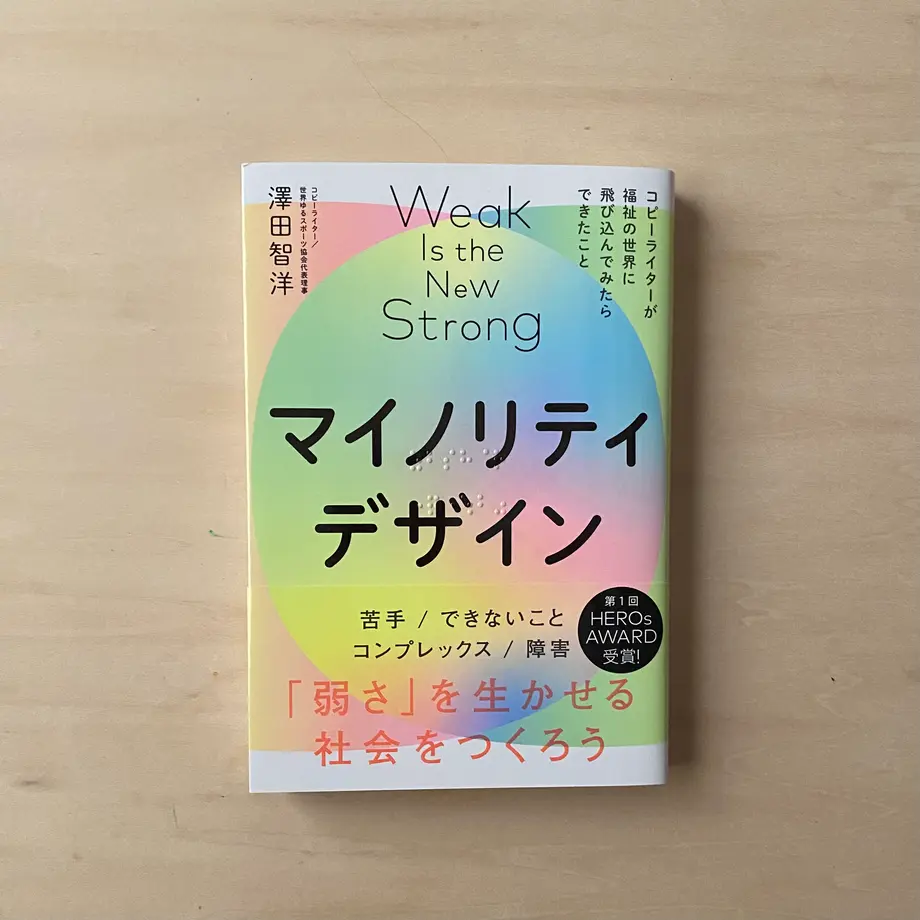 コピーライターが
福祉の世界に
飛び込んでみたら
できたこと
Weak
Is the
New
Strong
コピーライター/
世界ゆるスポーツ協会代表理事
澤田智洋
マイノリティ
デザイン
苦手 / できないこと
コンプレックス / 障害
第1回
HEROs
AWARD
受賞!
「弱さ」を生かせる
社会をつくろう